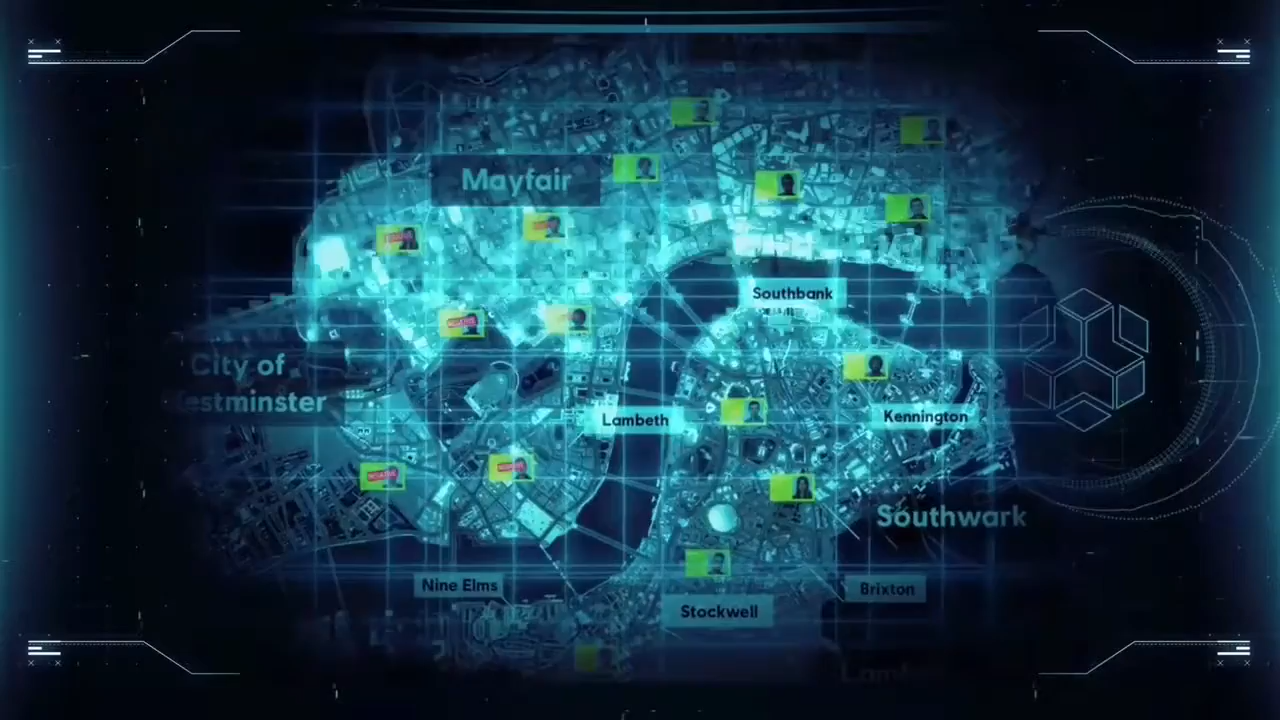 Mayfair
Southbank
City of
estminster
Lambeth
Kennington
Southwark
Nine Elms
Brixton
Stockwell